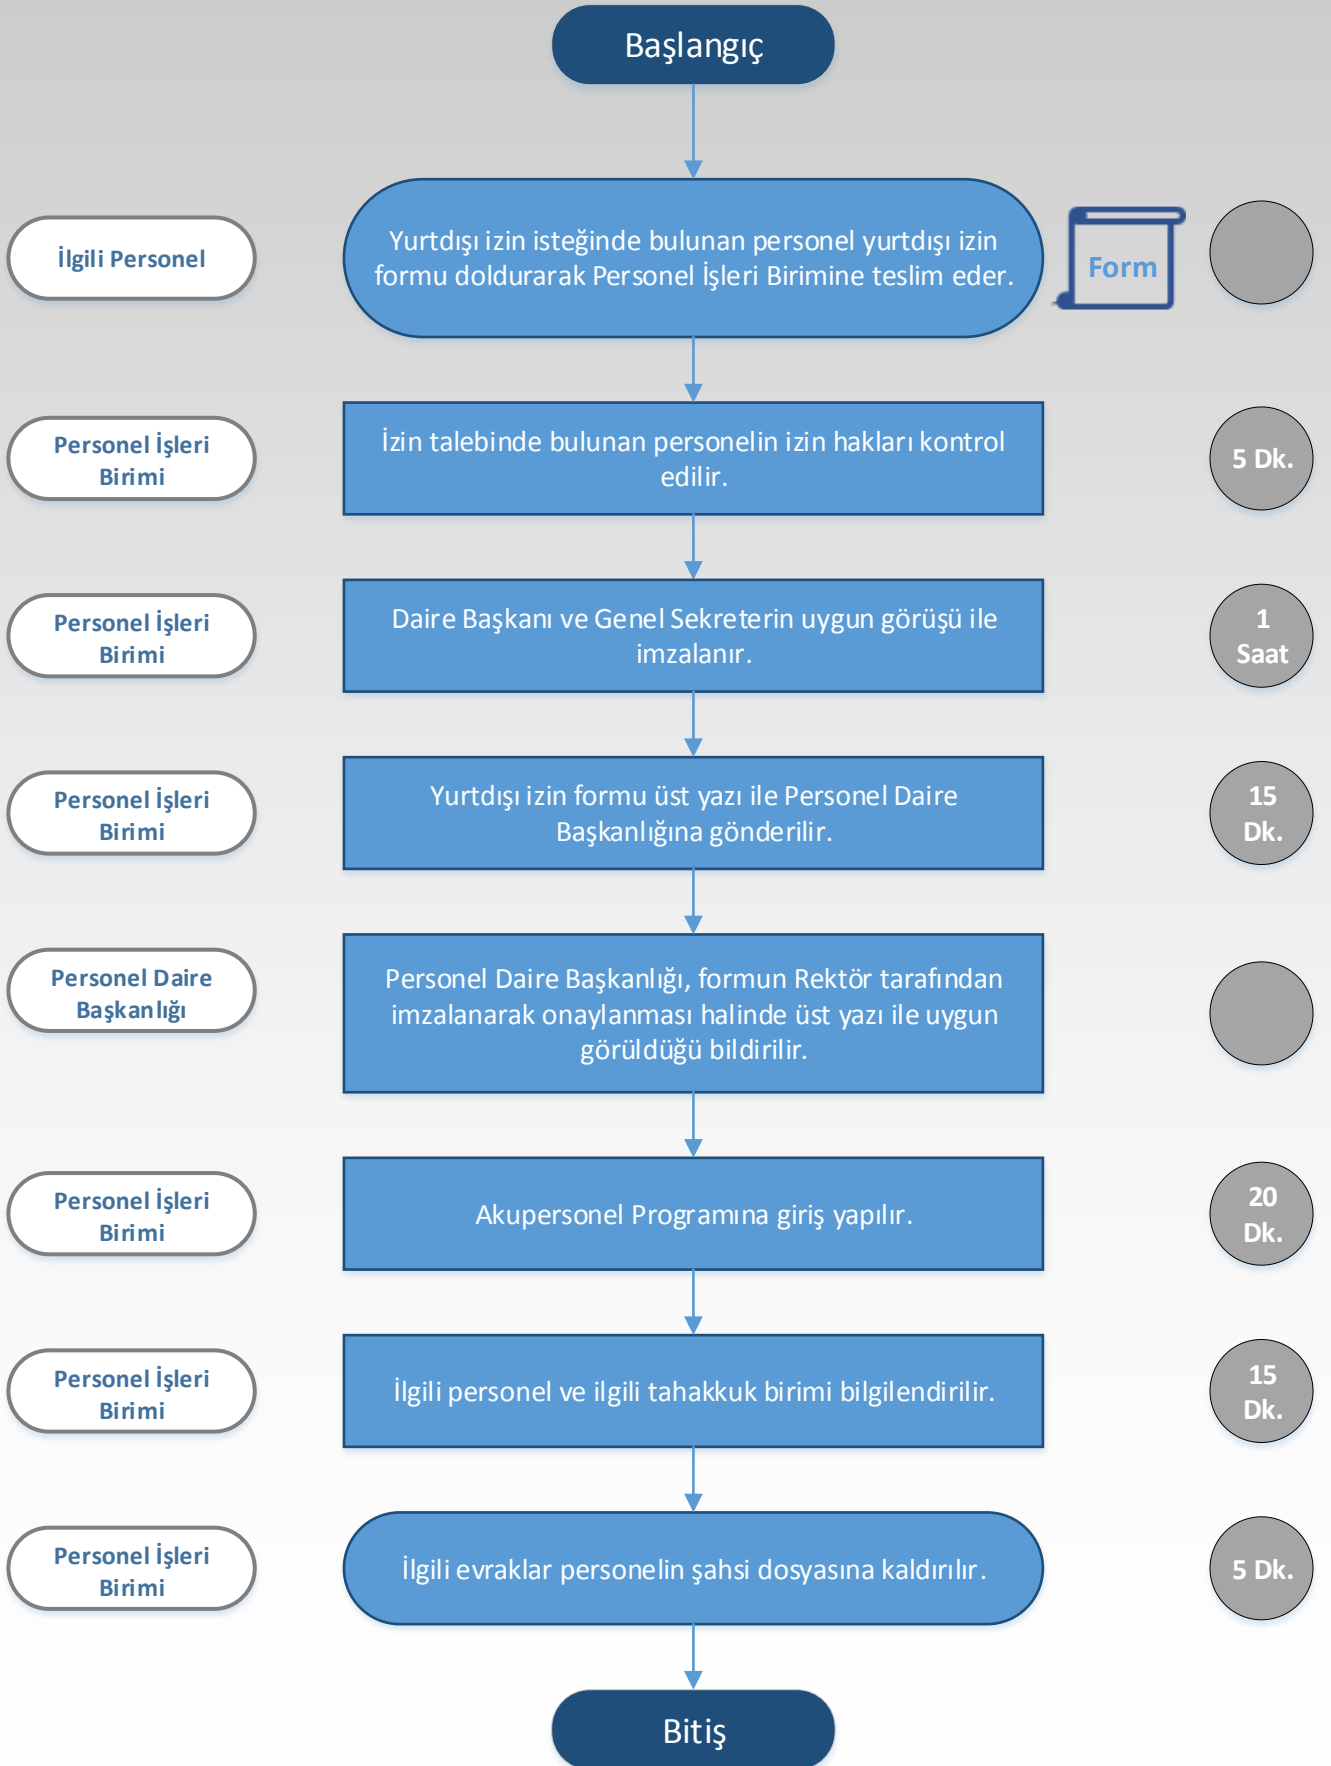 Başlangıç
İlgili Personel
Yurtdışı izin isteğinde bulunan personel yurtdışı izin
formu doldurarak Personel İşleri Birimine teslim eder.
Form
Personel İşleri
Birimi
İzin talebinde bulunan personelin izin hakları kontrol
edilir.
5 Dk.
Personel İşleri
Birimi
Daire Başkanı ve Genel Sekreterin uygun görüşü ile
imzalanır.
1
Saat
Personel İşleri
Birimi
Yurtdışı izin formu üst yazı ile Personel Daire
Başkanlığına gönderilir.
15
Dk.
Personel Daire
Başkanlığı
Personel Daire Başkanlığı, formun Rektör tarafından
imzalanarak onaylanması halinde üst yazı ile uygun
görüldüğü bildirilir.
Personel İşleri
Birimi
Akupersonel Programına giriş yapılır.
20
Dk.
Personel İşleri
Birimi
İlgili personel ve ilgili tahakkuk birimi bilgilendirilir.
15
Dk.
Personel İşleri
Birimi
İlgili evraklar personelin şahsi dosyasına kaldırılır.
5 Dk.
Bitiş